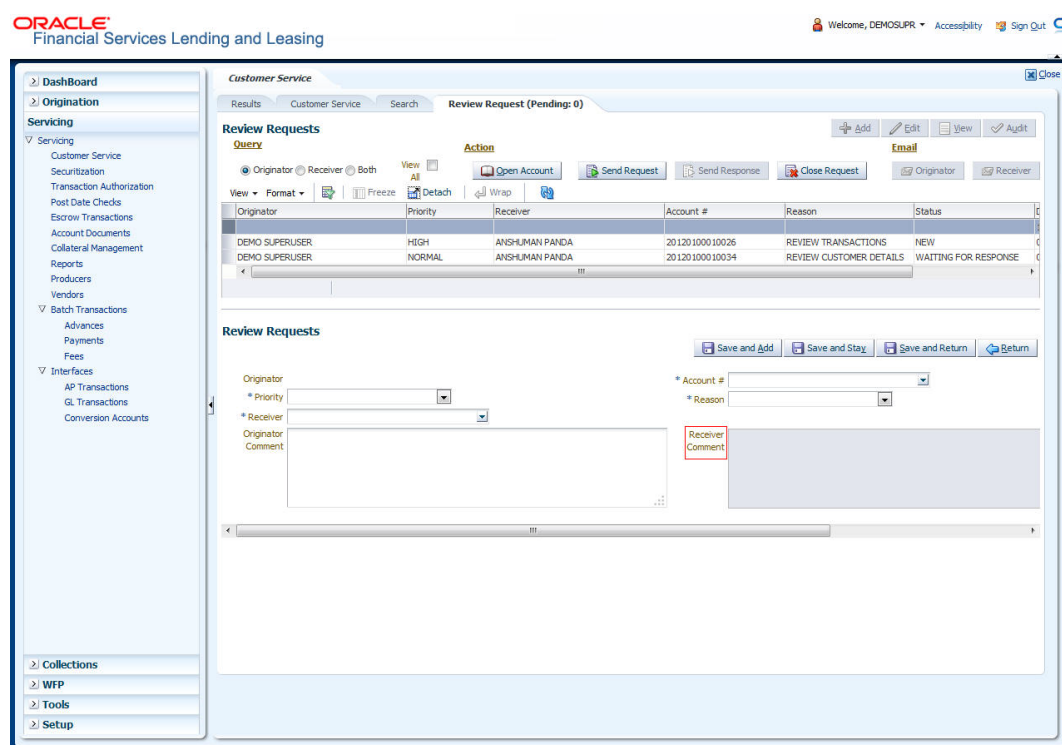 ORACLE®
Financial Services Lending and Leasing
Welcome, DEMOSUPR Accessibility Sign Out
Close
DashBoard
Origination
Servicing
Servicing
Customer Service
Securitization
Transaction Authorization
Post Date Checks
Escrow Transactions
Account Documents
Collateral Management
Reports
Producers
Vendors
Batch Transactions
Advances
Payments
Fees
Interfaces
AP Transactions
GL Transactions
Conversion Accounts
Collections
WFP
Tools
Setup
Customer Service
Results Customer Service Search Review Request (Pending: 0)
Review Requests
Add Edit View Audit
Query Action Email
Originator Receiver Both View All Open Account Send Request Send Response Close Request Originator Receiver
View Format Freeze Detach Wrap
Originator Priority Receiver Account # Reason Status
DEMO SUPERUSER HIGH ANSHUMAN PANDA 20120100010026 REVIEW TRANSACTIONS NEW
DEMO SUPERUSER NORMAL ANSHUMAN PANDA 20120100010034 REVIEW CUSTOMER DETAILS WAITING FOR RESPONSE
Review Requests
Save and Add Save and Stay Save and Return Return
Originator * Account #
* Priority * Reason
* Receiver
Originator Comment Receiver Comment